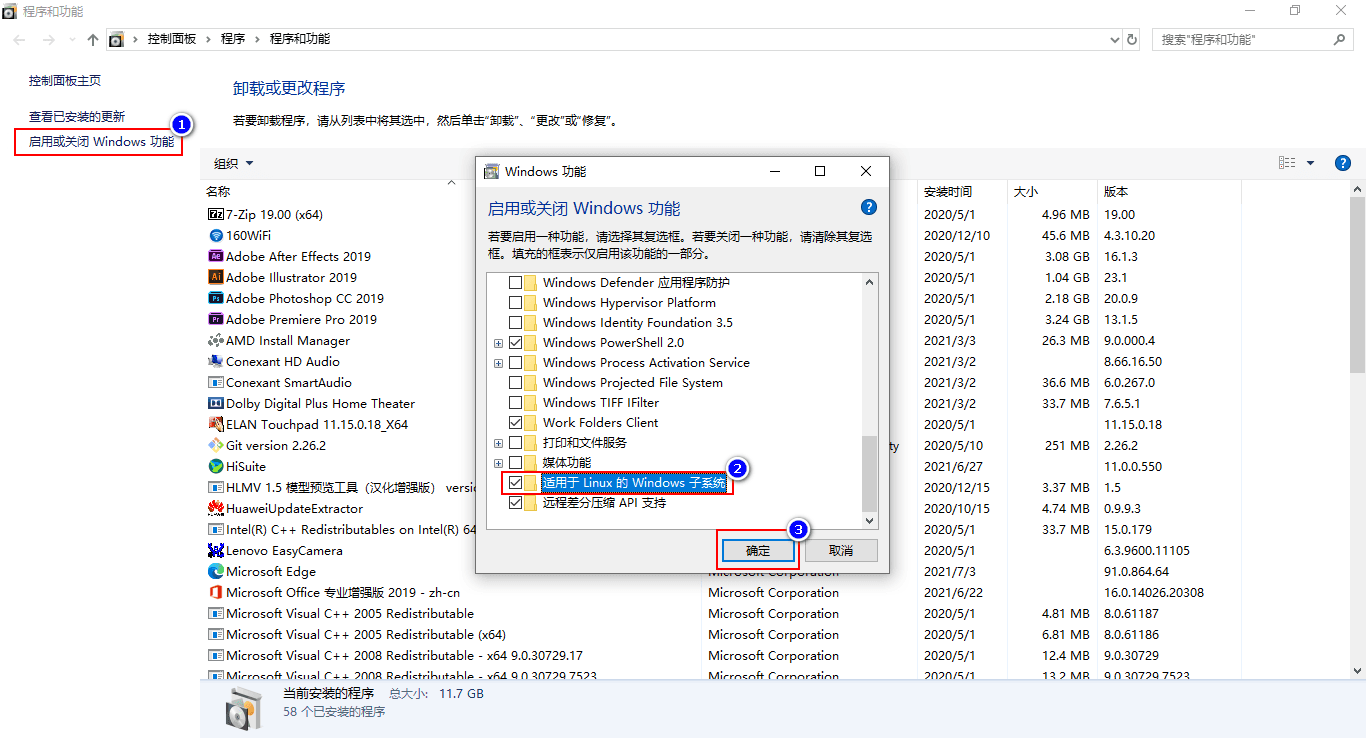 程序和功能
控制面板 › 程序 › 程序和功能
搜索"程序和功能"
控制面板主页
查看已安装的更新
启用或关闭 Windows 功能
1
卸载或更改程序
若要卸载程序，请从列表中将其选中，然后单击“卸载”、“更改”或“修复”。
组织
名称 安装时间 大小 版本
7-Zip 19.00 (x64) 2020/5/1 4.96 MB 19.00
160WiFi 2020/12/10 45.6 MB 4.3.10.20
Adobe After Effects 2019 2020/5/1 3.08 GB 16.1.3
Adobe Illustrator 2019 2020/5/1 1.04 GB 23.1
Adobe Photoshop CC 2019 2020/5/1 2.18 GB 20.0.9
Adobe Premiere Pro 2019 2020/5/1 3.24 GB 13.1.5
AMD Install Manager 2021/3/3 26.3 MB 9.0.000.4
Conexant HD Audio 2021/3/2 8.66.16.50
Conexant SmartAudio 2021/3/2 36.6 MB 6.0.267.0
Dolby Digital Plus Home Theater 2021/3/2 33.7 MB 7.6.5.1
ELAN Touchpad 11.15.0.18_X64 2020/5/1 11.15.0.18
Git version 2.26.2 ty 2020/5/10 251 MB 2.26.2
HiSuite 2021/6/27 11.0.0.550
HLMV 1.5 模型预览工具（汉化增强版） versi 2020/12/15 3.37 MB 1.5
HuaweiUpdateExtractor 2020/10/15 4.74 MB 0.9.9.3
Intel(R) C++ Redistributables on Intel(R) 64 2020/5/1 33.7 MB 15.0.179
Lenovo EasyCamera 2020/5/1 6.3.9600.11105
Microsoft Edge Microsoft Corporation 2021/7/3 91.0.864.64
Microsoft Office 专业增强版 2019 - zh-cn Microsoft Corporation 2021/6/22 16.0.14026.20308
Microsoft Visual C++ 2005 Redistributable Microsoft Corporation 2020/5/1 4.81 MB 8.0.61187
Microsoft Visual C++ 2005 Redistributable (x64) Microsoft Corporation 2020/5/1 6.81 MB 8.0.61186
Microsoft Visual C++ 2008 Redistributable - x64 9.0.30729.17 Microsoft Corporation 2020/5/1 12.4 MB 9.0.30729
Microsoft Visual C++ 2008 Redistributable - x64 9.0.30729.7523 Microsoft Corporation 2020/5/1 13.2 MB 9.0.30729.7523
当前安装的程序 总大小: 11.7 GB
58 个已安装的程序
Windows 功能
启用或关闭 Windows 功能
若要启用一种功能，请选择其复选框。若要关闭一种功能，请清除其复选
框。填充的框表示仅启用该功能的一部分。
Windows Defender 应用程序防护
Windows Hypervisor Platform
Windows Identity Foundation 3.5
Windows PowerShell 2.0
Windows Process Activation Service
Windows Projected File System
Windows TIFF IFilter
Work Folders Client
打印和文件服务
媒体功能
适用于 Linux 的 Windows 子系统
2
远程差分压缩 API 支持
3
确定 取消